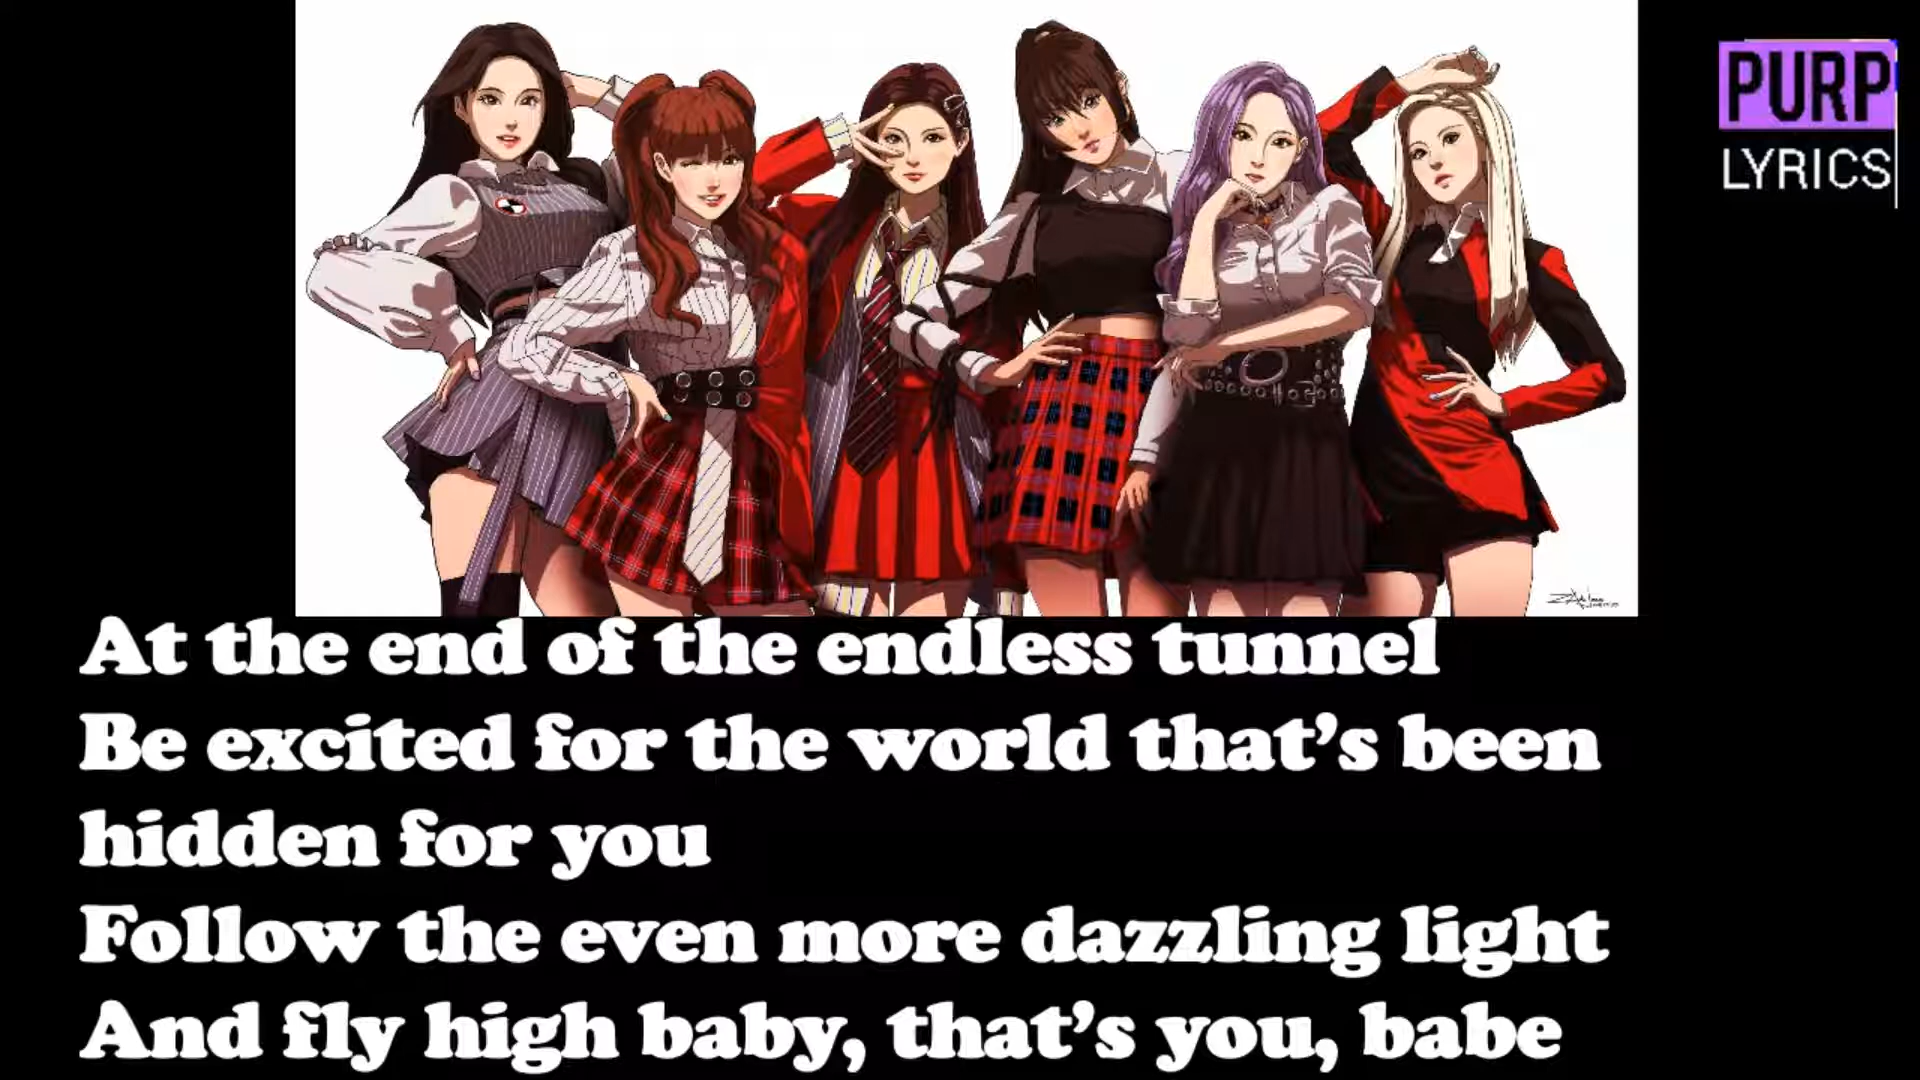 PURP
LYRICS
At the end of the endless tunnel
Be excited for the world that’s been
hidden for you
Follow the even more dazzling light
And fly high baby, that’s you, babe